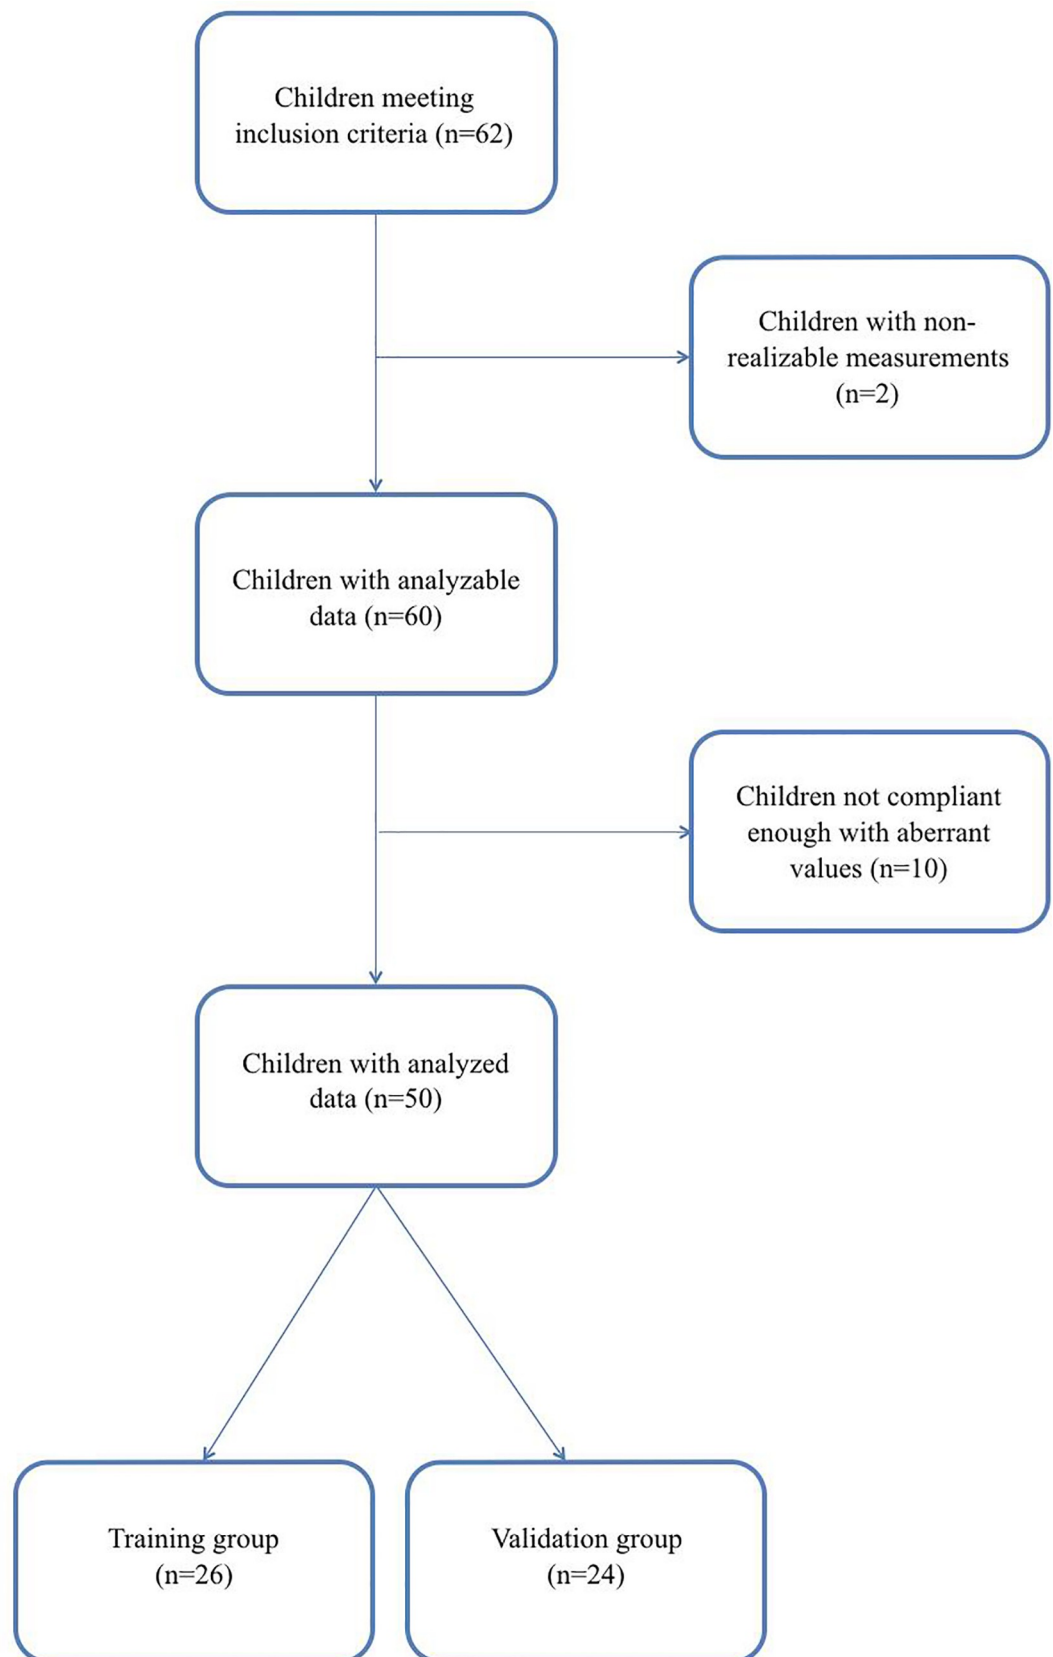 Children meeting
inclusion criteria (n=62)
Children with non-
realizable measurements
(n=2)
Children with analyzable
data (n=60)
Children not compliant
enough with aberrant
values (n=10)
Children with analyzed
data (n=50)
Training group
(n=26)
Validation group
(n=24)